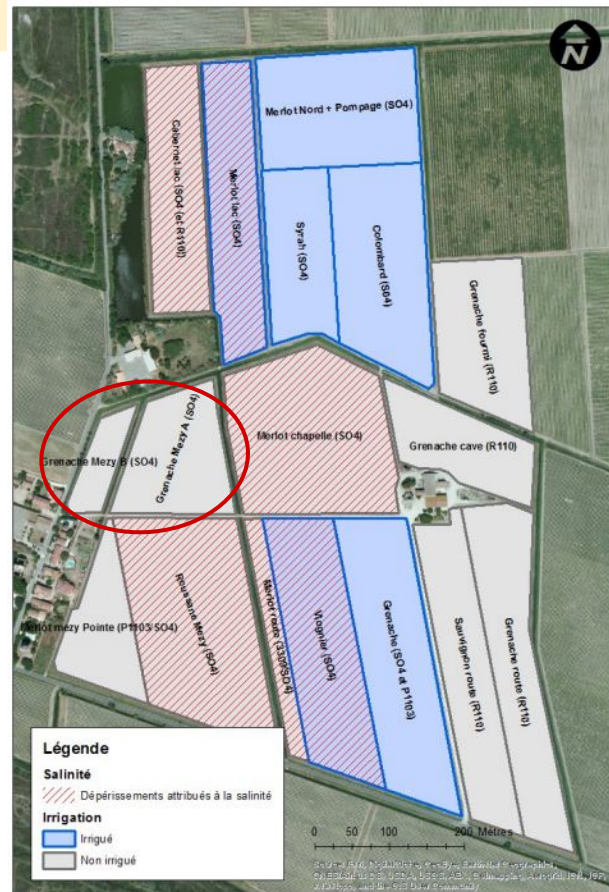 N
Merlot Nord + Pompage (SO4)
Cabernet lac (SO4 (et R110))
Merlot lac (SO4)
Syrah (SO4)
Colombard (SO4)
Grenache fourmi (R110)
Merlot chapelle (SO4)
Grenache cave (R110)
Grenache Mezy B (SO4)
Grenache Mezy A (SO4)
Merlot mezy Pointe (P1103/SO4)
Roussane Mezy (SO4)
Merlot route (3309/SO4)
Viognier (SO4)
Grenache (SO4 et P1103)
Sauvignon route (R110)
Grenache route (R110)
Légende
Salinité
Dépérissements attribués à la salinité
Irrigation
Irrigué
Non irrigué
0 50 100 200 Mètres